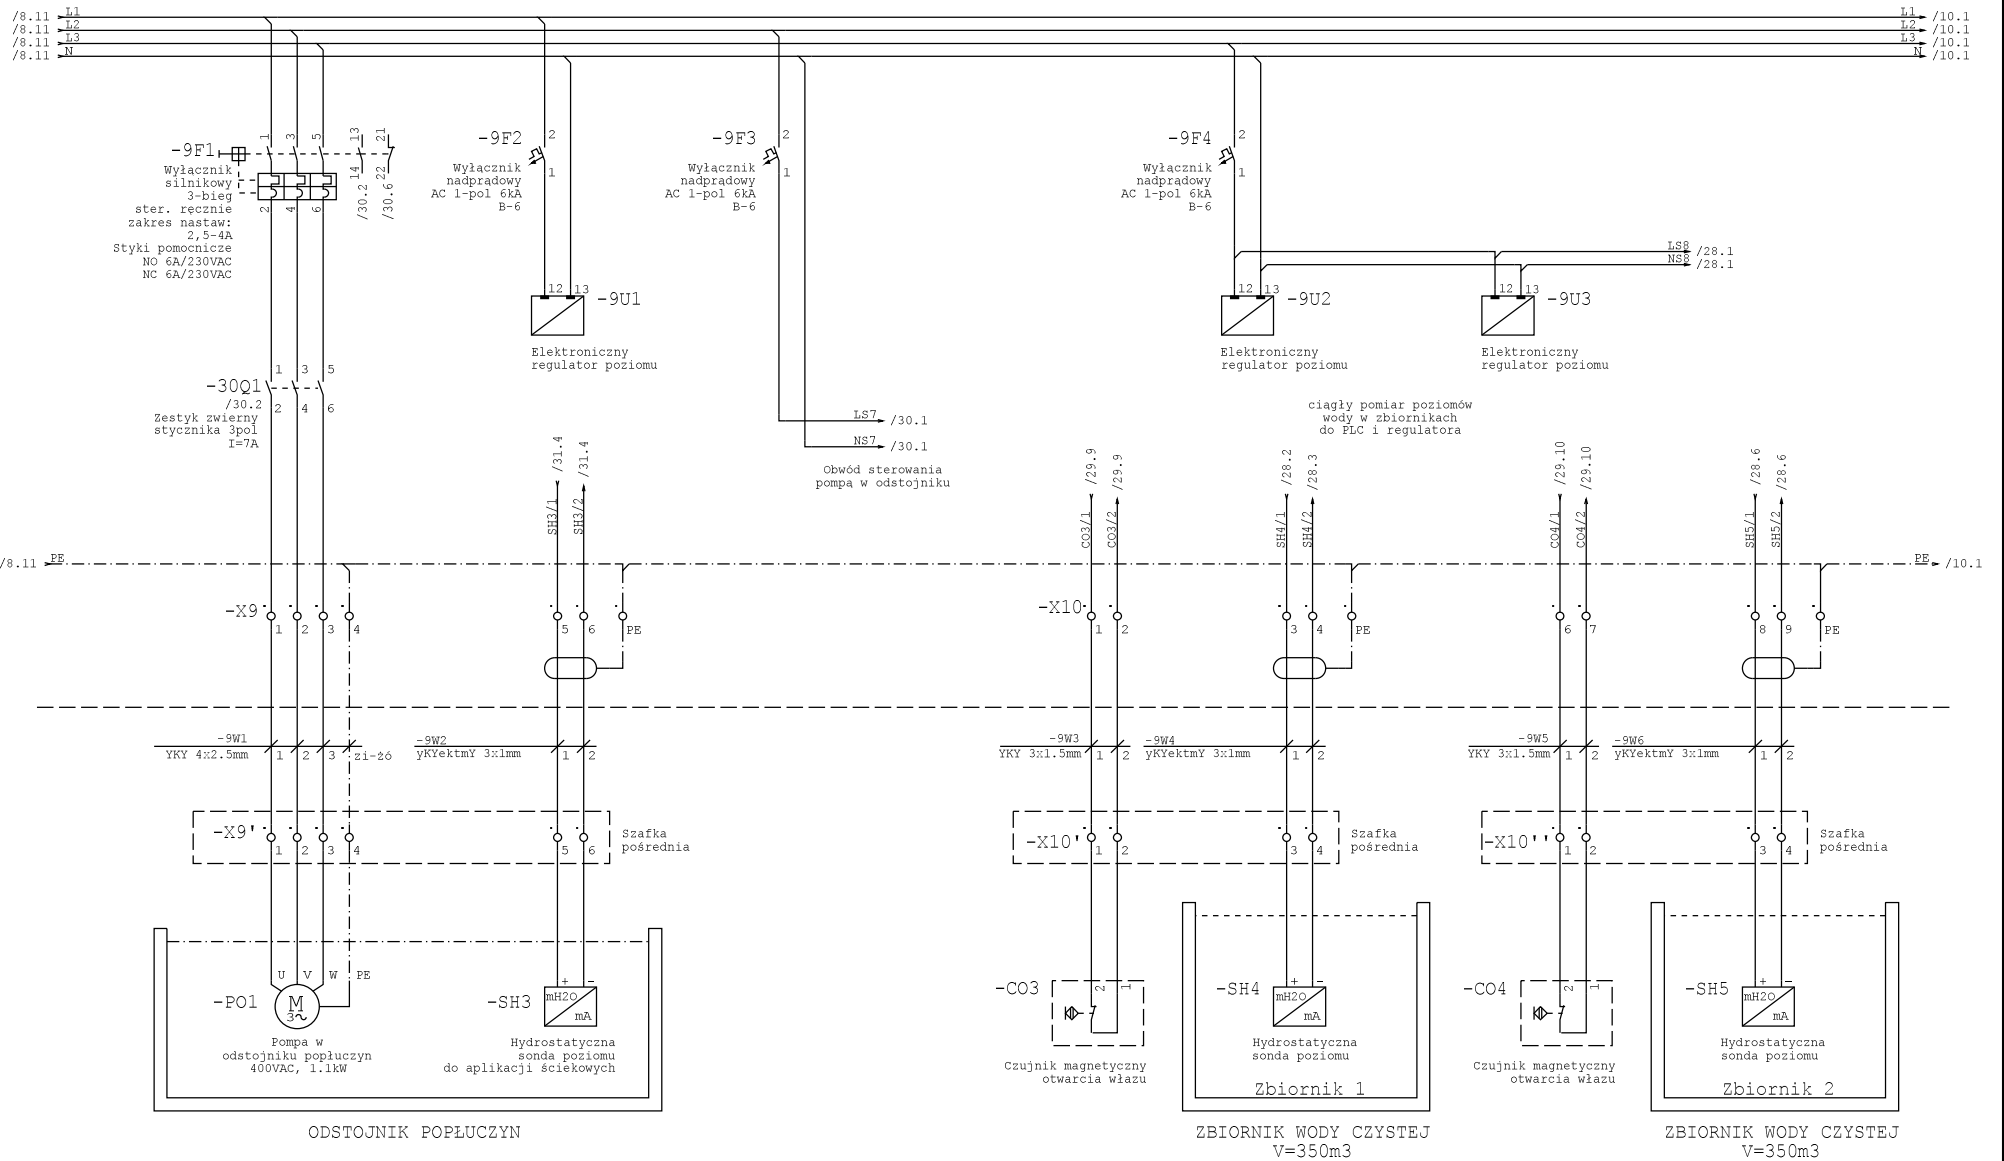 /8.11 L1 L1 /10.1
/8.11 L2 L2 /10.1
/8.11 L3 L3 /10.1
/8.11 N N /10.1
-9F1
1 3 5 13 21
2 4 6 14 22
/30.2 /30.6
Wyłącznik
silnikowy
3-bieg
ster. ręcznie
zakres nastaw:
2,5-4A
Styki pomocnicze
NO 6A/230VAC
NC 6A/230VAC
-9F2
2
1
Wyłącznik
nadprądowy
AC 1-pol 6kA
B-6
-9F3
2
1
Wyłącznik
nadprądowy
AC 1-pol 6kA
B-6
-9F4
2
1
Wyłącznik
nadprądowy
AC 1-pol 6kA
B-6
LS8 /28.1
NS8 /28.1
12 13 -9U1
Elektroniczny
regulator poziomu
12 13 -9U2
Elektroniczny
regulator poziomu
12 13 -9U3
Elektroniczny
regulator poziomu
-30Q1
1 3 5
2 4 6
/30.2
Zestyk zwierny
stycznika 3pol
I=7A
LS7 /30.1
NS7 /30.1
Obwód sterowania
pompą w odstojniku
ciągły pomiar poziomów
wody w zbiornikach
do PLC i regulatora
SH3/1 /31.4
SH3/2 /31.4
CO3/1 /29.9
CO3/2 /29.9
SH4/1 /28.2
SH4/2 /28.3
CO4/1 /29.10
CO4/2 /29.10
SH5/1 /28.6
SH5/2 /28.6
/8.11 PE PE /10.1
-X9 1 2 3 4 5 6 PE
-X10 1 2 3 4 PE 6 7 8 9 PE
-9W1
YKY 4x2.5mm 1 2 3 zi-żó
-9W2
yKYektmY 3x1mm 1 2
-9W3
YKY 3x1.5mm 1 2
-9W4
yKYektmY 3x1mm 1 2
-9W5
YKY 3x1.5mm 1 2
-9W6
yKYektmY 3x1mm 1 2
-X9' 1 2 3 4 5 6
Szafka
pośrednia
-X10' 1 2 3 4
Szafka
pośrednia
-X10'' 1 2 3 4
Szafka
pośrednia
U V W PE
-PO1
M
3~
Pompa w
odstojniku popłuczyn
400VAC, 1.1kW
-SH3
+ -
mH2O
mA
Hydrostatyczna
sonda poziomu
do aplikacji ściekowych
ODSTOJNIK POPŁUCZYN
-CO3
2 1
Czujnik magnetyczny
otwarcia włazu
-SH4
+ -
mH2O
mA
Hydrostatyczna
sonda poziomu
Zbiornik 1
ZBIORNIK WODY CZYSTEJ
V=350m3
-CO4
2 1
Czujnik magnetyczny
otwarcia włazu
-SH5
+ -
mH2O
mA
Hydrostatyczna
sonda poziomu
Zbiornik 2
ZBIORNIK WODY CZYSTEJ
V=350m3